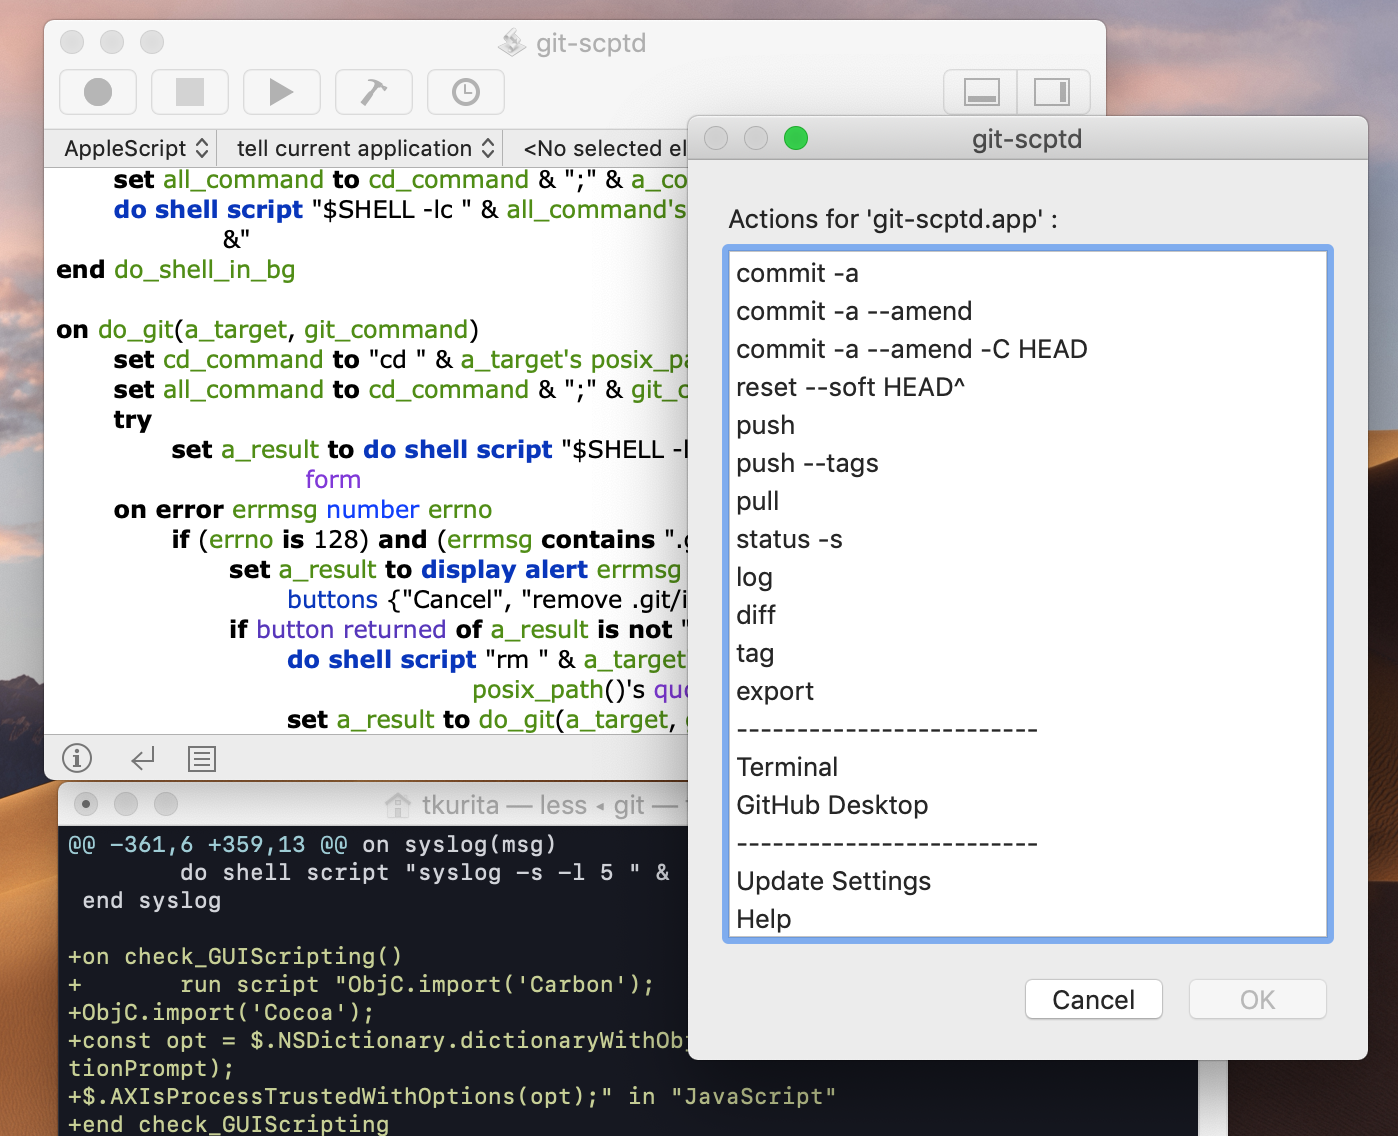 git-scptd
AppleScript
tell current application
<No selected el
set all_command to cd_command & ";" & a_co
do shell script "$SHELL -lc " & all_command's
&"
end do_shell_in_bg
on do_git(a_target, git_command)
set cd_command to "cd " & a_target's posix_pa
set all_command to cd_command & ";" & git_c
try
set a_result to do shell script "$SHELL -l
form
on error errmsg number errno
if (errno is 128) and (errmsg contains ".g
set a_result to display alert errmsg
buttons {"Cancel", "remove .git/i
if button returned of a_result is not "
do shell script "rm " & a_target'
posix_path()'s quo
set a_result to do_git(a_target,
tkurita — less ◂ git —
@@ -361,6 +359,13 @@ on syslog(msg)
do shell script "syslog -s -l 5 " &
end syslog
+on check_GUIScripting()
+ run script "ObjC.import('Carbon');
+ObjC.import('Cocoa');
+const opt = $.NSDictionary.dictionaryWithObj
tionPrompt);
+$.AXIsProcessTrustedWithOptions(opt);" in "JavaScript"
+end check_GUIScripting
git-scptd
Actions for 'git-scptd.app' :
commit -a
commit -a --amend
commit -a --amend -C HEAD
reset --soft HEAD^
push
push --tags
pull
status -s
log
diff
tag
export
-------------------------
Terminal
GitHub Desktop
-------------------------
Update Settings
Help
Cancel
OK